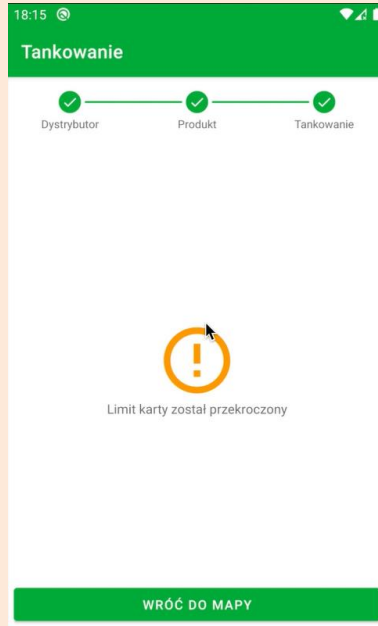 18:15
Tankowanie
Dystrybutor Produkt Tankowanie
Limit karty został przekroczony
WRÓĆ DO MAPY